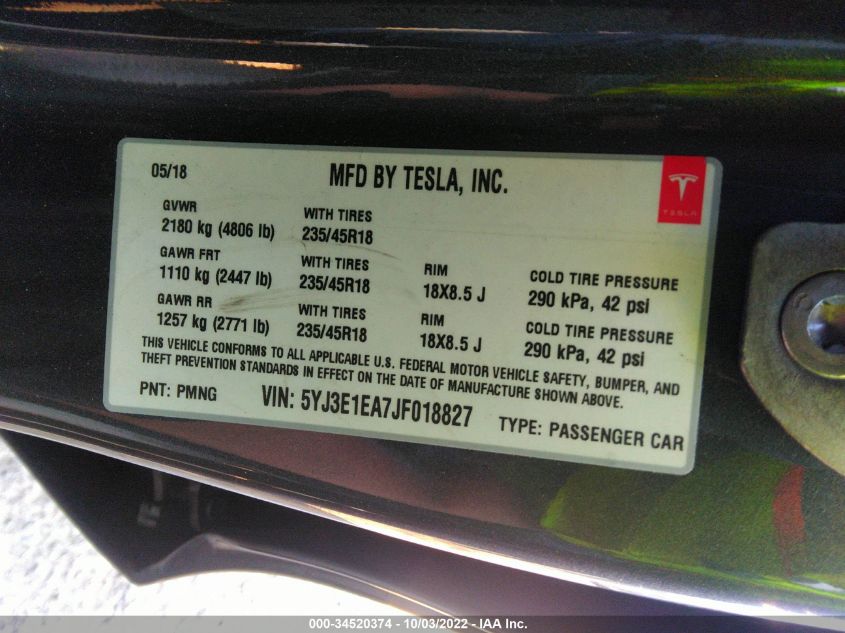 05/18
MFD BY TESLA, INC.
TESLA
GVWR
2180 kg (4806 lb)
WITH TIRES
235/45R18
GAWR FRT
1110 kg (2447 lb)
WITH TIRES
235/45R18
RIM
18X8.5 J
COLD TIRE PRESSURE
290 kPa, 42 psi
GAWR RR
1257 kg (2771 lb)
WITH TIRES
235/45R18
RIM
18X8.5 J
COLD TIRE PRESSURE
290 kPa, 42 psi
THIS VEHICLE CONFORMS TO ALL APPLICABLE U.S. FEDERAL MOTOR VEHICLE SAFETY, BUMPER, AND
THEFT PREVENTION STANDARDS IN EFFECT ON THE DATE OF MANUFACTURE SHOWN ABOVE.
PNT: PMNG
VIN: 5YJ3E1EA7JF018827
TYPE: PASSENGER CAR
000-34520374 - 10/03/2022 - IAA Inc.